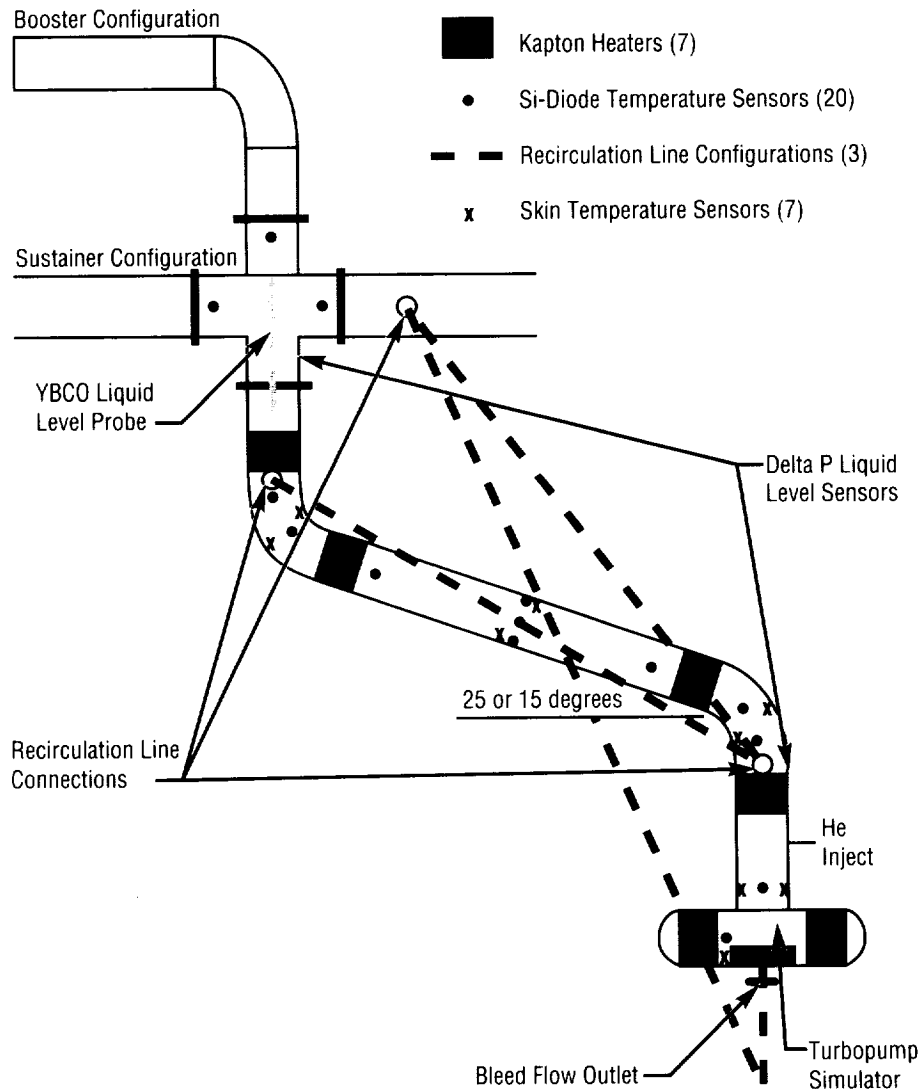 Booster Configuration
Kapton Heaters (7)
Si-Diode Temperature Sensors (20)
Recirculation Line Configurations (3)
Skin Temperature Sensors (7)
Sustainer Configuration
YBCO Liquid
Level Probe
Delta P Liquid
Level Sensors
25 or 15 degrees
Recirculation Line
Connections
He
Inject
Bleed Flow Outlet
Turbopump
Simulator